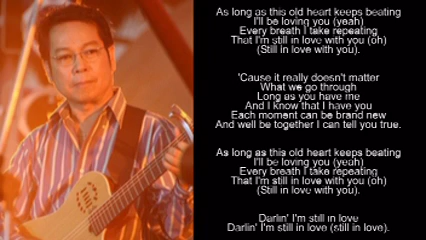 As long as this old heart keeps beating
I'll be loving you (yeah)
Every breath I take repeating
That I'm still in love with you (oh)
(Still in love with you).
'Cause it really doesn't matter
What we go through
Long as you have me
And I know that I have you
Each moment can be brand new
And well be together I can tell you true.
As long as this old heart keeps beating
I'll be loving you (yeah)
Every breath I take repeating
That I'm still in love with you (oh)
(Still in love with you).
Darlin' I'm still in love
Darlin' I'm still in love (still in love).